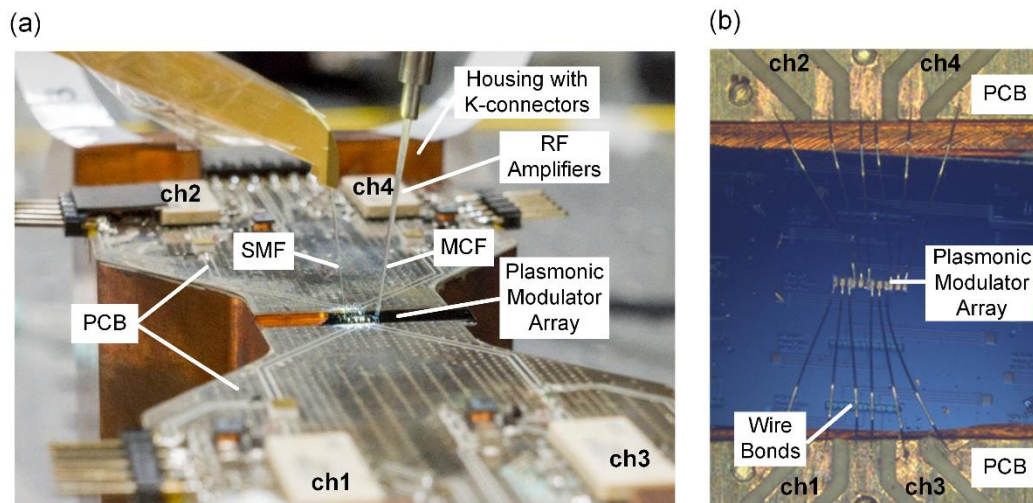 (a)
Housing with
K-connectors
RF
Amplifiers
ch2
ch4
SMF
MCF
PCB
Plasmonic
Modulator
Array
ch1
ch3
(b)
ch2
ch4
PCB
Plasmonic
Modulator
Array
Wire
Bonds
ch1
ch3
PCB